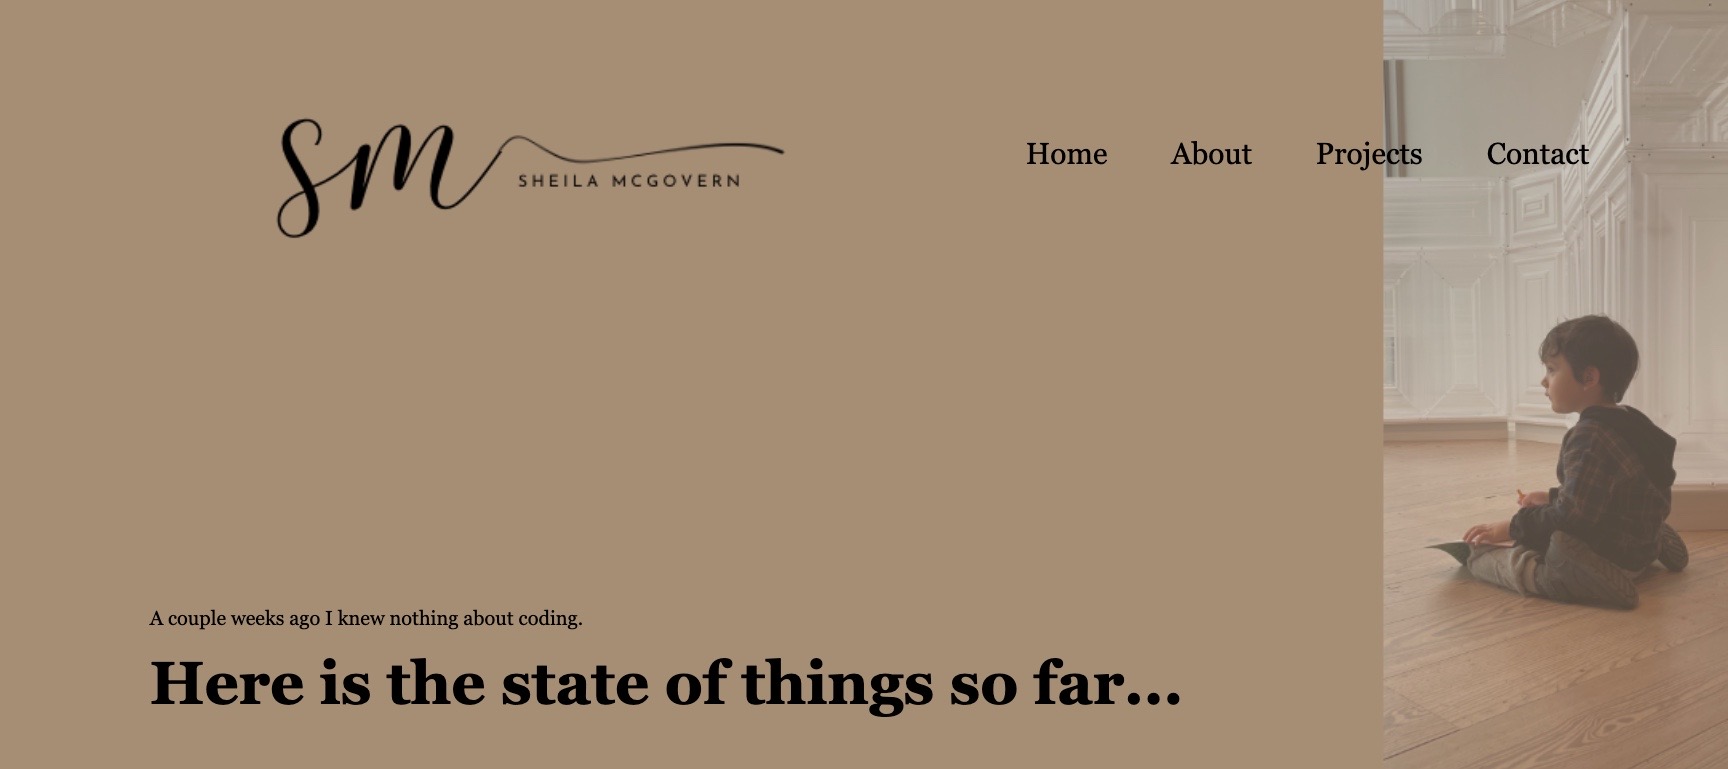 SM
SHEILA MCGOVERN
Home About Projects Contact
A couple weeks ago I knew nothing about coding.
Here is the state of things so far...